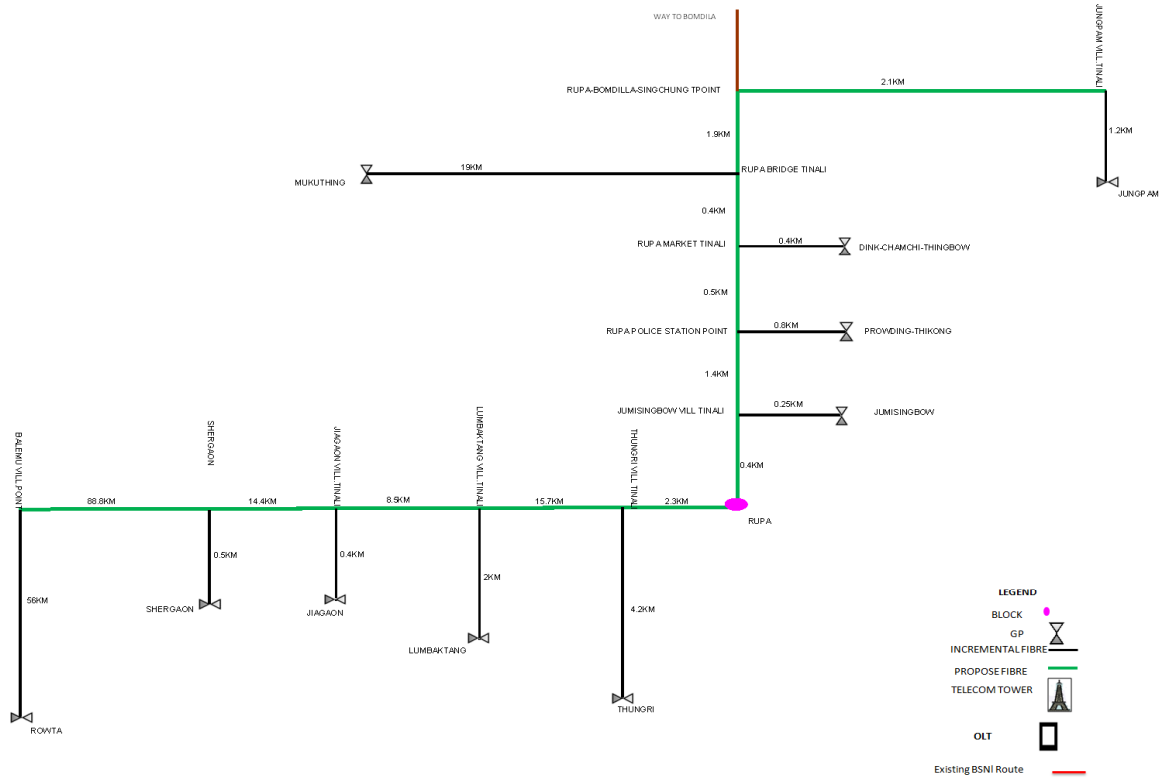 WAY TO BOMDILA
JUNGPAM VILL TINALI
2.1KM
RUPA-BOMDILLA-SINGCHUNG TPOINT
1.9KM
1.2KM
19KM
RUPA BRIDGE TINALI
MUKUTHING
JUNGPAM
0.4KM
RUPA MARKET TINALI
0.4KM
DINK-CHAMCHI-THINGBOW
0.5KM
RUPA POLICE STATION POINT
0.8KM
PROWDING-THIKONG
1.4KM
0.25KM
JUMISINGBOW VILL TINALI
JUMISINGBOW
0.4KM
BALEMU VILL POINT
SHERGAON
JIAGAON VILL TINALI
LUMBAKTANG VILL TINALI
THUNGRI VILL TINALI
88.8KM
14.4KM
8.5KM
15.7KM
2.3KM
RUPA
56KM
0.5KM
0.4KM
2KM
4.2KM
SHERGAON
JIAGAON
LUMBAKTANG
THUNGRI
ROWTA
LEGEND
BLOCK
GP
INCREMENTAL FIBRE
PROPOSE FIBRE
TELECOM TOWER
OLT
Existing BSNl Route